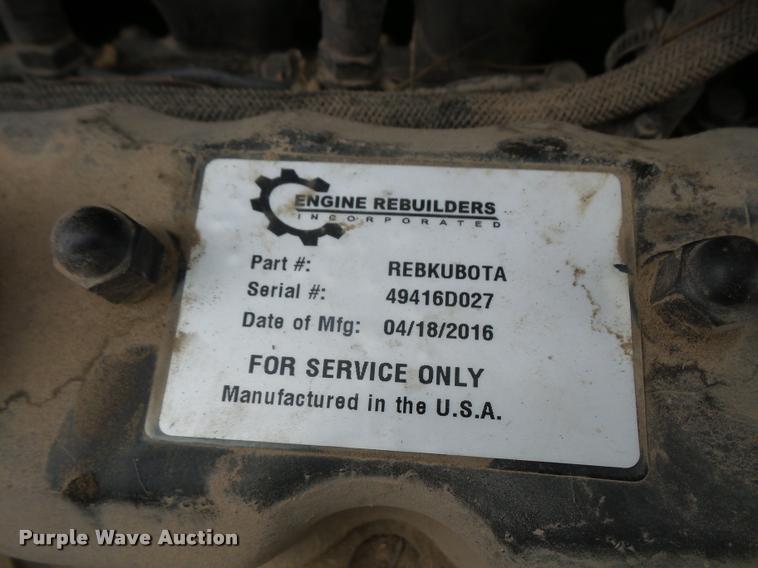 ENGINE REBUILDERS
INCORPORATED
Part #: REBKUBOTA
Serial #: 49416D027
Date of Mfg: 04/18/2016
FOR SERVICE ONLY
Manufactured in the U.S.A.
Purple Wave Auction